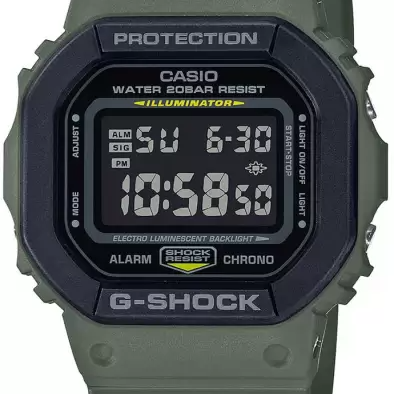 PROTECTION
CASIO
WATER 20BAR RESIST
ILLUMINATOR
ADJUST
MODE
ALM
SIG
PM
SU 6-30
10:58 50
START·STOP
LIGHT ON/OFF
LIGHT
ELECTRO LUMINESCENT BACKLIGHT
ALARM
SHOCK
RESIST
CHRONO
G-SHOCK